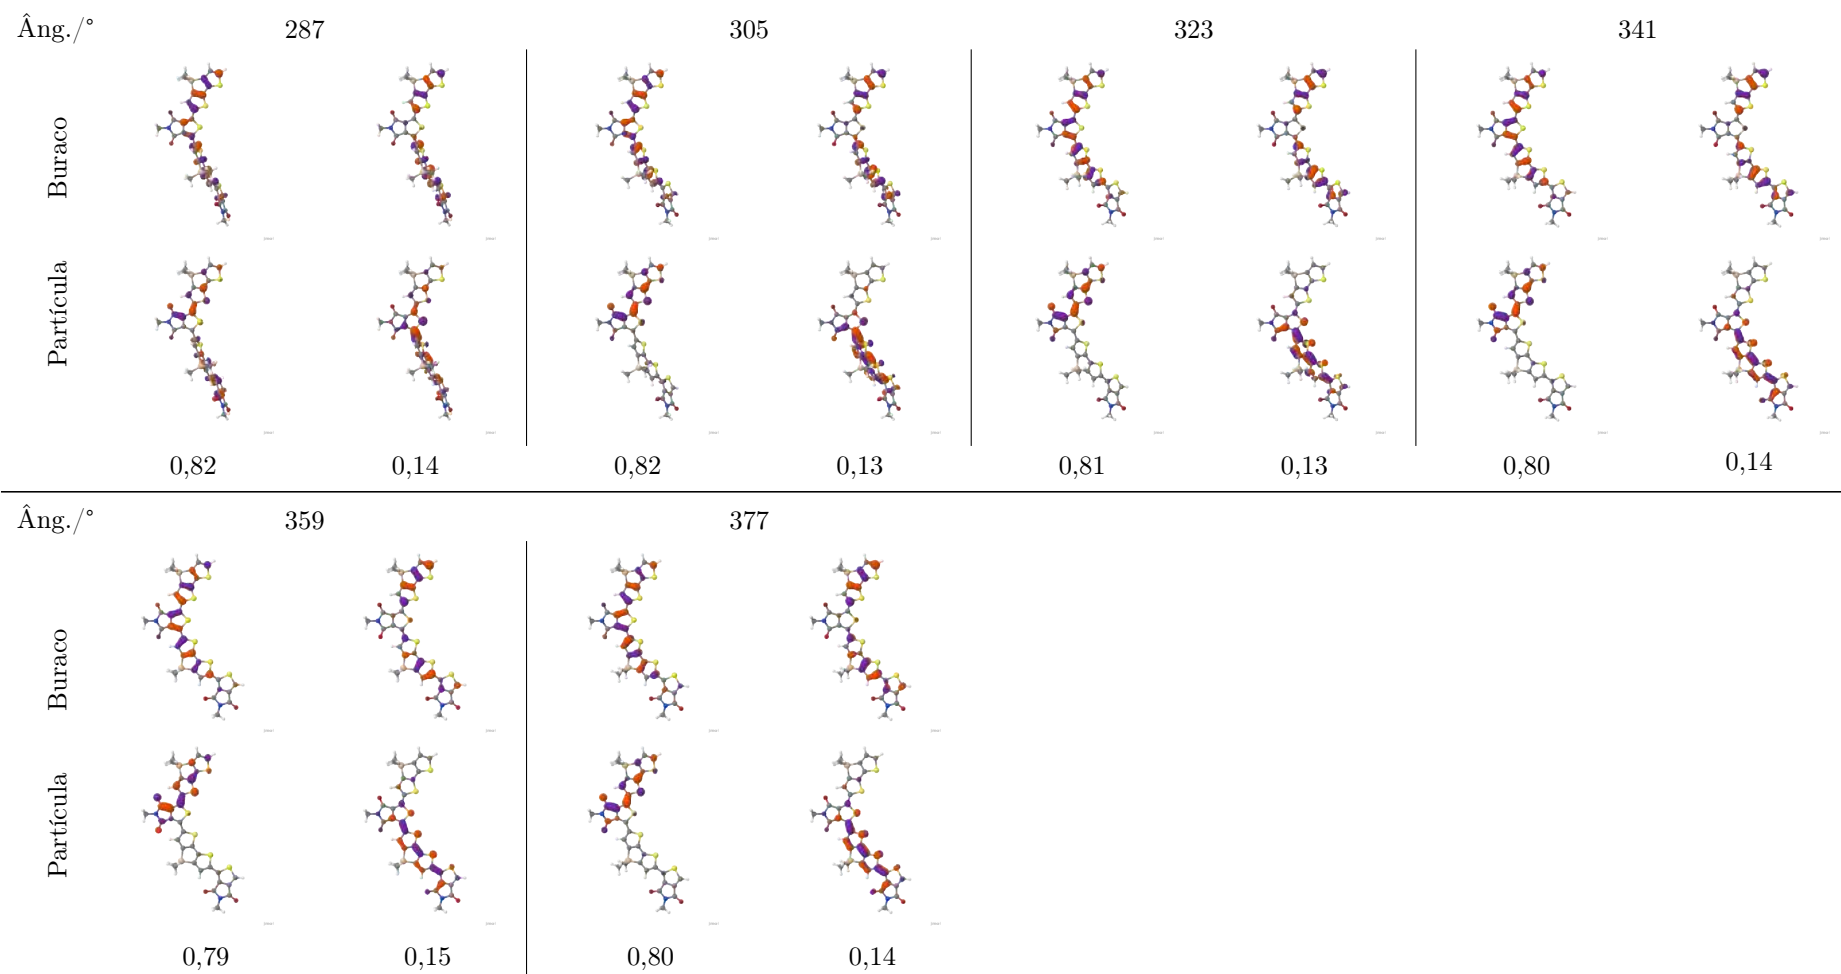 Âng./° 287 305 323 341
Buraco
Partícula
0,82 0,14 0,82 0,13 0,81 0,13 0,80 0,14
Âng./° 359 377
Buraco
Partícula
0,79 0,15 0,80 0,14